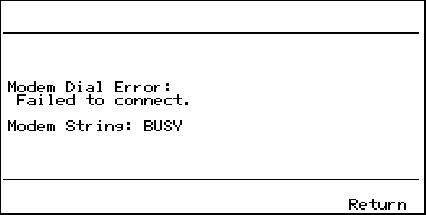 Modem Dial Error:
Failed to connect.
Modem String: BUSY
Return